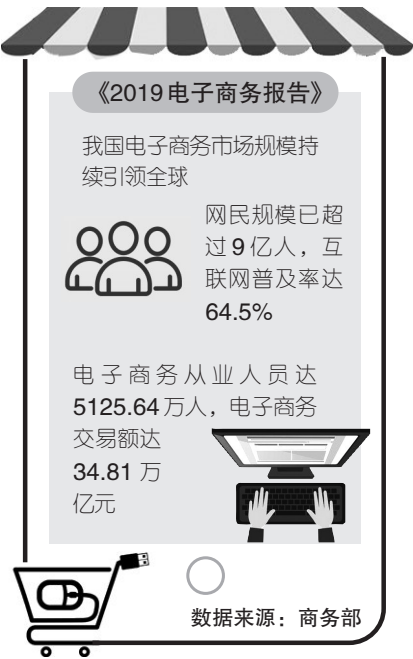 《2019电子商务报告》
我国电子商务市场规模持
续引领全球
网民规模已超
过9亿人，互
联网普及率达
64.5%
电子商务从业人员达
5125.64万人，电子商务
交易额达
34.81万
亿元
数据来源：商务部